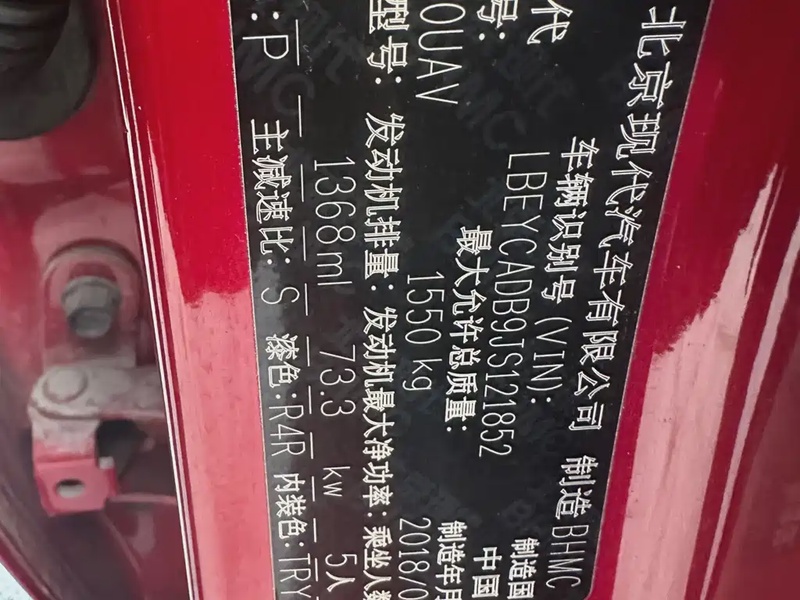 北京现代汽车有限公司 制造 BHMC
代 车辆识别号 (VIN): 制造国
号: LBEYCADB9JS121852 中国
最大允许总质量: 制造年月
0UAV 1550 kg 2018/0
型号: 发动机排量: 发动机最大净功率: 乘坐人数
1368ml 73.3 kw 5人
:P 主减速比: S 漆色:R4R 内装色:TRY